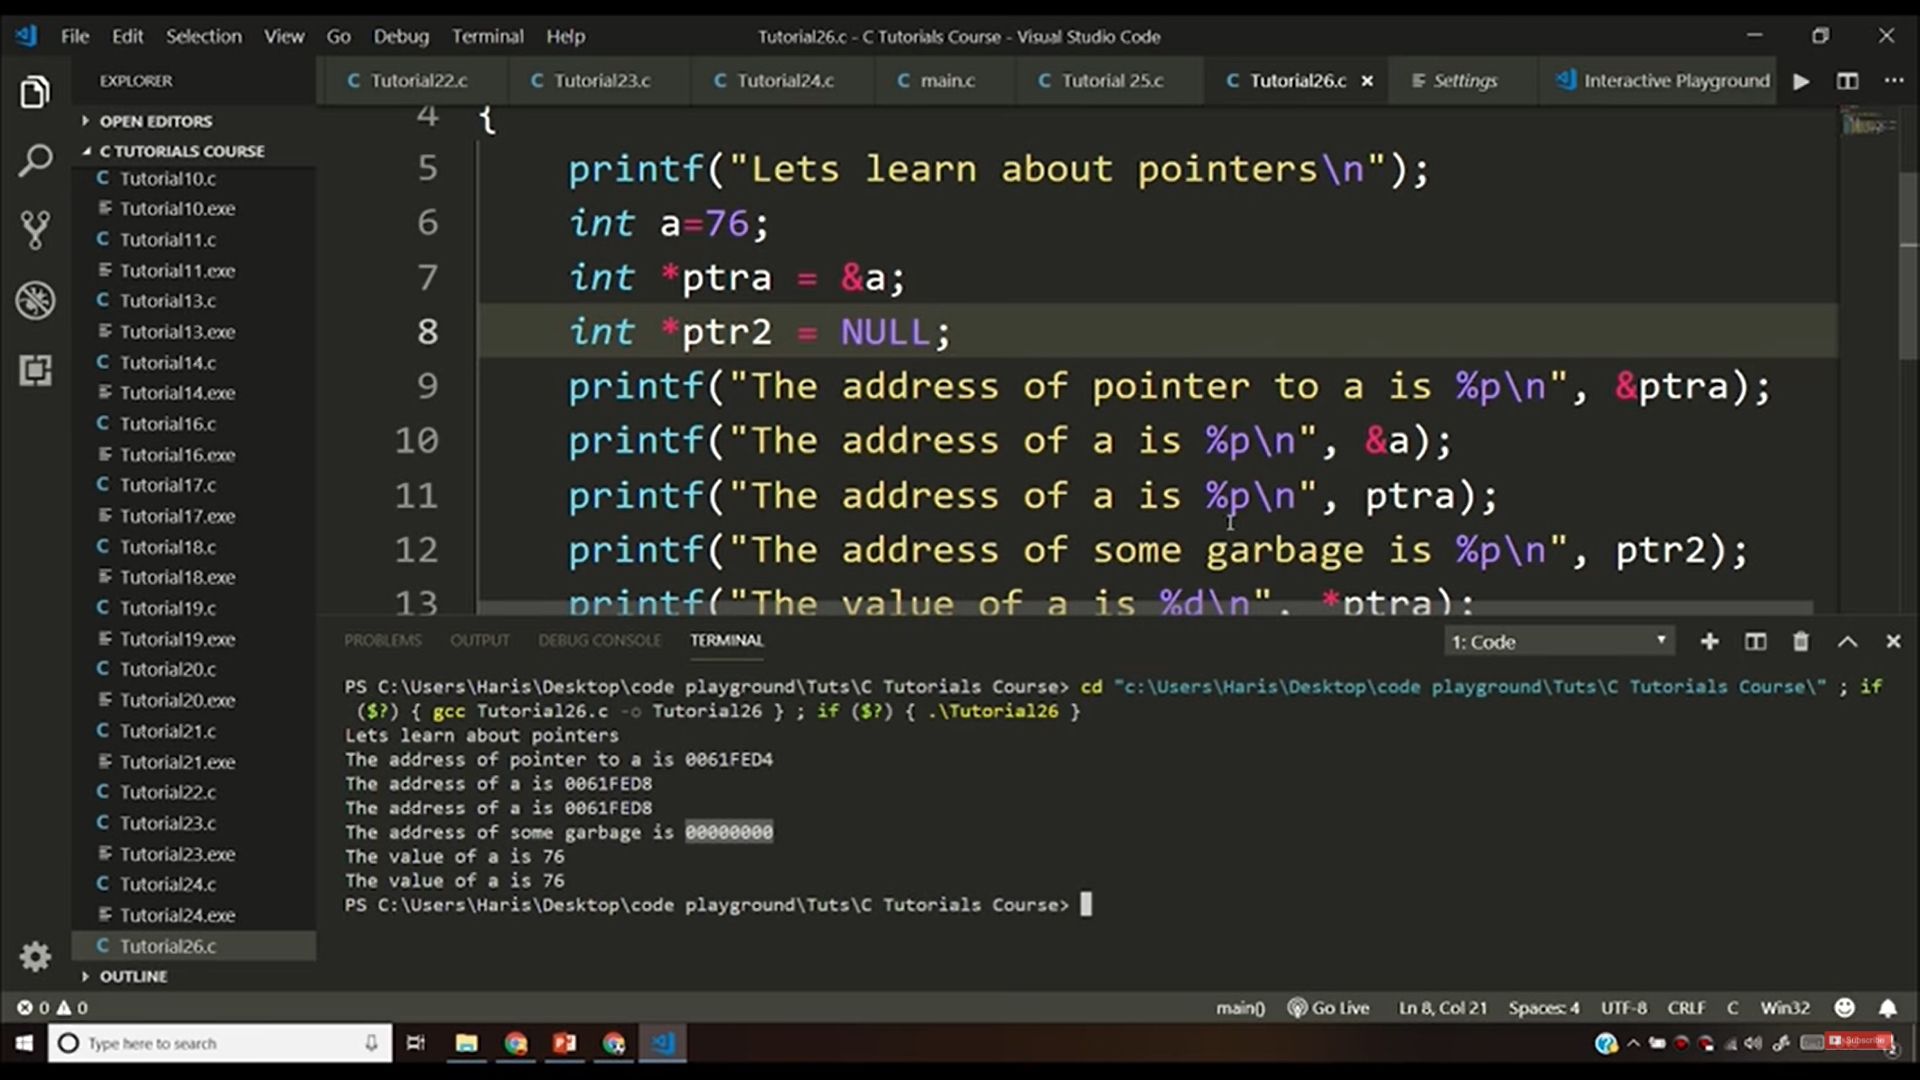 File Edit Selection View Go Debug Terminal Help
Tutorial26.c - C Tutorials Course - Visual Studio Code
EXPLORER
Tutorial22.c Tutorial23.c Tutorial24.c main.c Tutorial 25.c Tutorial26.c × Settings Interactive Playground
OPEN EDITORS
C TUTORIALS COURSE
Tutorial10.c
Tutorial10.exe
Tutorial11.c
Tutorial11.exe
Tutorial13.c
Tutorial13.exe
Tutorial14.c
Tutorial14.exe
Tutorial16.c
Tutorial16.exe
Tutorial17.c
Tutorial17.exe
Tutorial18.c
Tutorial18.exe
Tutorial19.c
Tutorial19.exe
Tutorial20.c
Tutorial20.exe
Tutorial21.c
Tutorial21.exe
Tutorial22.c
Tutorial23.c
Tutorial23.exe
Tutorial24.c
Tutorial24.exe
Tutorial26.c
OUTLINE
4 {
5 printf("Lets learn about pointers\n");
6 int a=76;
7 int *ptra = &a;
8 int *ptr2 = NULL;
9 printf("The address of pointer to a is %p\n", &ptra);
10 printf("The address of a is %p\n", &a);
11 printf("The address of a is %p\n", ptra);
12 printf("The address of some garbage is %p\n", ptr2);
13 printf("The value of a is %d\n", *ptra);
PROBLEMS OUTPUT DEBUG CONSOLE TERMINAL 1: Code
PS C:\Users\Haris\Desktop\code playground\Tuts\C Tutorials Course> cd "c:\Users\Haris\Desktop\code playground\Tuts\C Tutorials Course\" ; if
($?) { gcc Tutorial26.c -o Tutorial26 } ; if ($?) { .\Tutorial26 }
Lets learn about pointers
The address of pointer to a is 0061FED4
The address of a is 0061FED8
The address of a is 0061FED8
The address of some garbage is 00000000
The value of a is 76
The value of a is 76
PS C:\Users\Haris\Desktop\code playground\Tuts\C Tutorials Course>
0 0 main() Go Live Ln 8, Col 21 Spaces: 4 UTF-8 CRLF C Win32
Type here to search
Subscribe